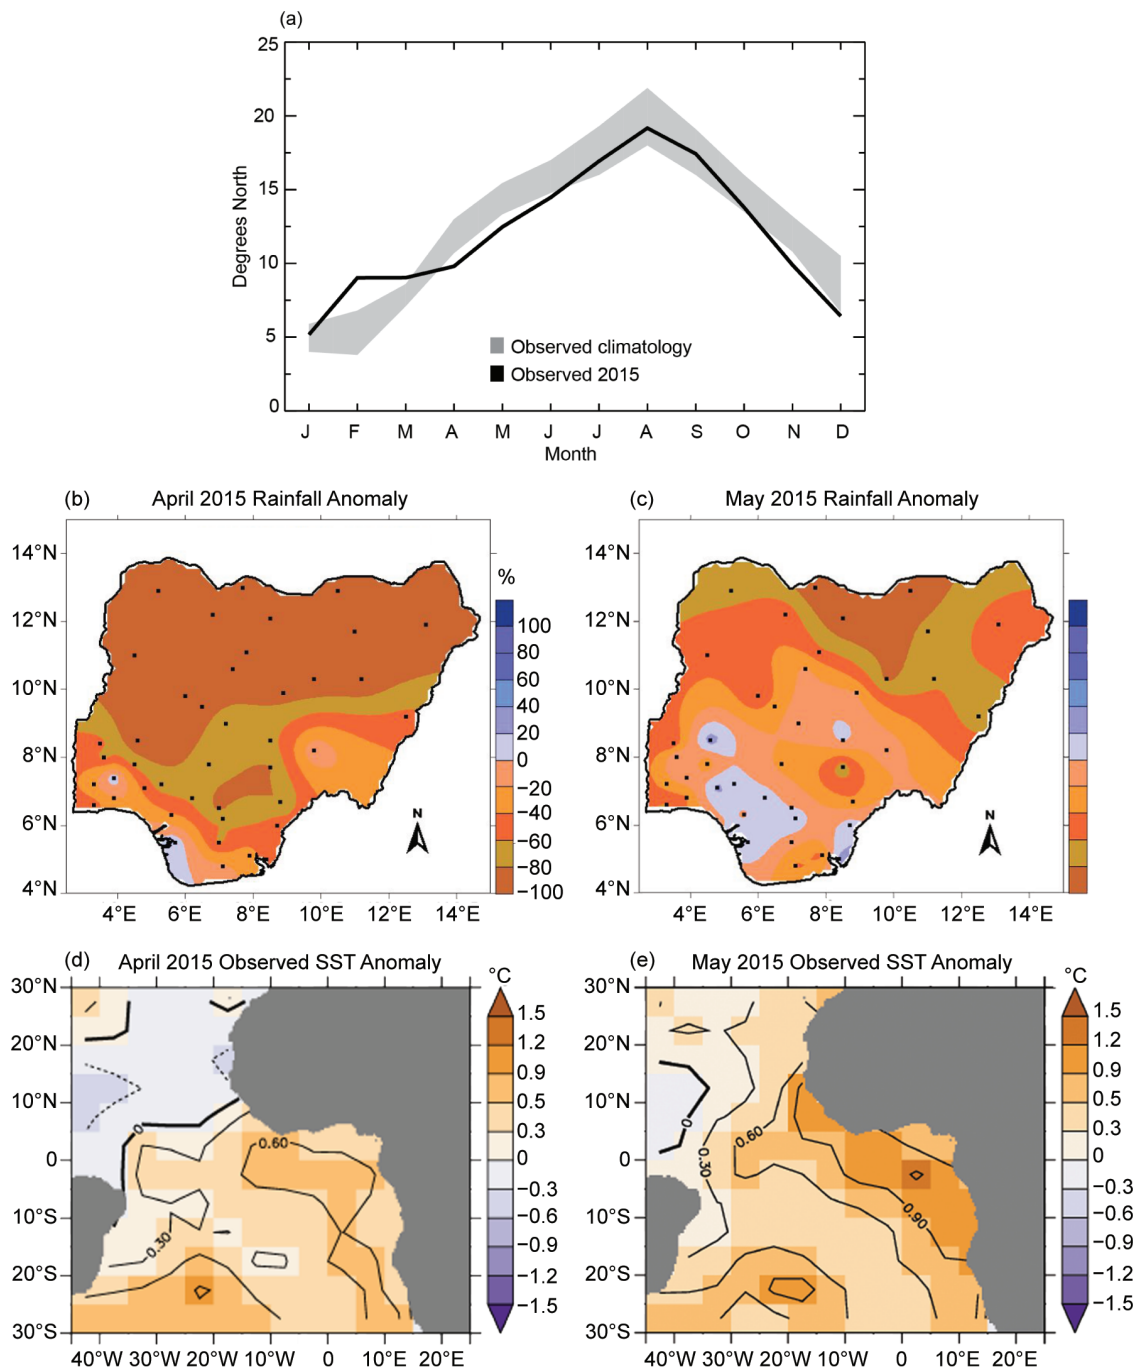 (a)
25
20
15
10
5
0
Degrees North
Observed climatology
Observed 2015
J F M A M J J A S O N D
Month
(b) April 2015 Rainfall Anomaly
14°N
12°N
10°N
8°N
6°N
4°N
4°E 6°E 8°E 10°E 12°E 14°E
N
%
100
80
60
40
20
0
−20
−40
−60
−80
−100
(c) May 2015 Rainfall Anomaly
14°N
12°N
10°N
8°N
6°N
4°N
4°E 6°E 8°E 10°E 12°E 14°E
N
(d) April 2015 Observed SST Anomaly
30°N
20°N
10°N
0
10°S
20°S
30°S
40°W 30°W 20°W 10°W 0 10°E 20°E
0
0.60
0.30
°C
1.5
1.2
0.9
0.6
0.3
0
−0.3
−0.6
−0.9
−1.2
−1.5
(e) May 2015 Observed SST Anomaly
30°N
20°N
10°N
0
10°S
20°S
30°S
40°W 30°W 20°W 10°W 0 10°E 20°E
0
0.60
0.30
0.90
°C
1.5
1.2
0.9
0.6
0.3
0
−0.3
−0.6
−0.9
−1.2
−1.5